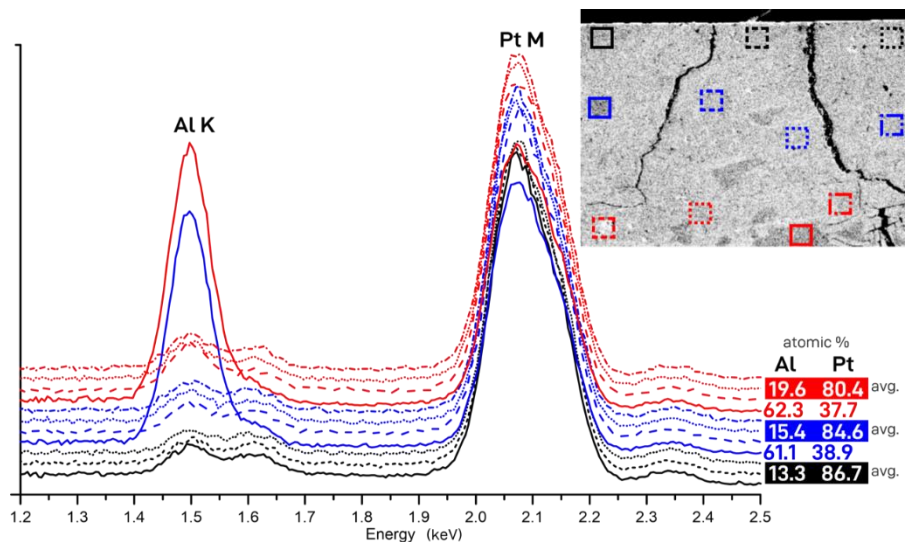 Pt M
Al K
atomic %
Al Pt
19.6 80.4 avg.
62.3 37.7
15.4 84.6 avg.
61.1 38.9
13.3 86.7 avg.
1.2 1.3 1.4 1.5 1.6 1.7 1.8 1.9 2.0 2.1 2.2 2.3 2.4 2.5
Energy (keV)